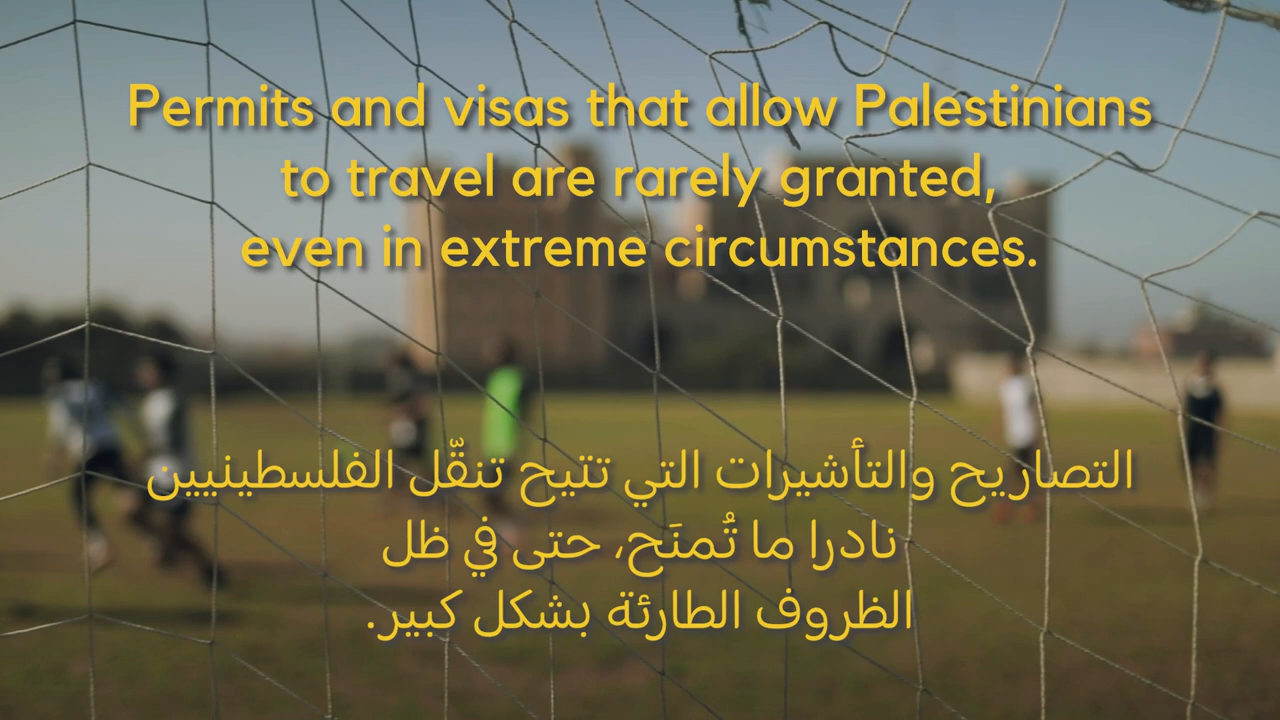 Permits and visas that allow Palestinians
to travel are rarely granted,
even in extreme circumstances.
التصاريح والتأشيرات التي تتيح تنقّل الفلسطينيين
نادرا ما تُمنَح، حتى في ظل
الظروف الطارئة بشكل كبير.